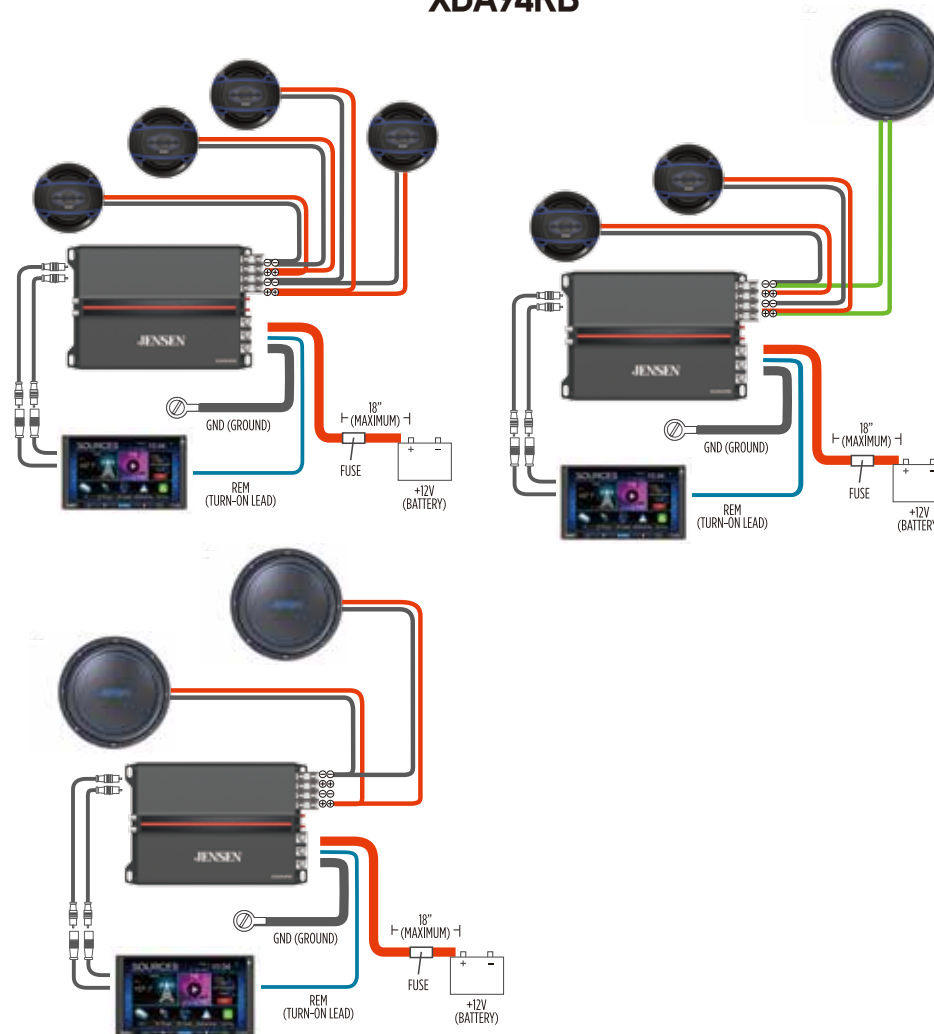 XDA94RB
JENSEN
GND (GROUND)
18"
(MAXIMUM)
FUSE
+ −
+12V
(BATTERY)
REM
(TURN-ON LEAD)
SOURCES
JENSEN
GND (GROUND)
18"
(MAXIMUM)
FUSE
+ −
+12V
(BATTERY
REM
(TURN-ON LEAD)
SOURCES
JENSEN
GND (GROUND)
18"
(MAXIMUM)
FUSE
+ −
+12V
(BATTERY)
REM
(TURN-ON LEAD)
SOURCES